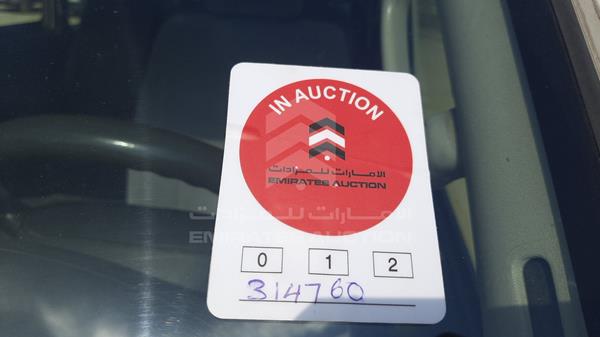 IN AUCTION
الامارات للمزادات
EMIRATES AUCTION
الامارات للمزادات
EMIRATES AUCTION
0 1 2
314760